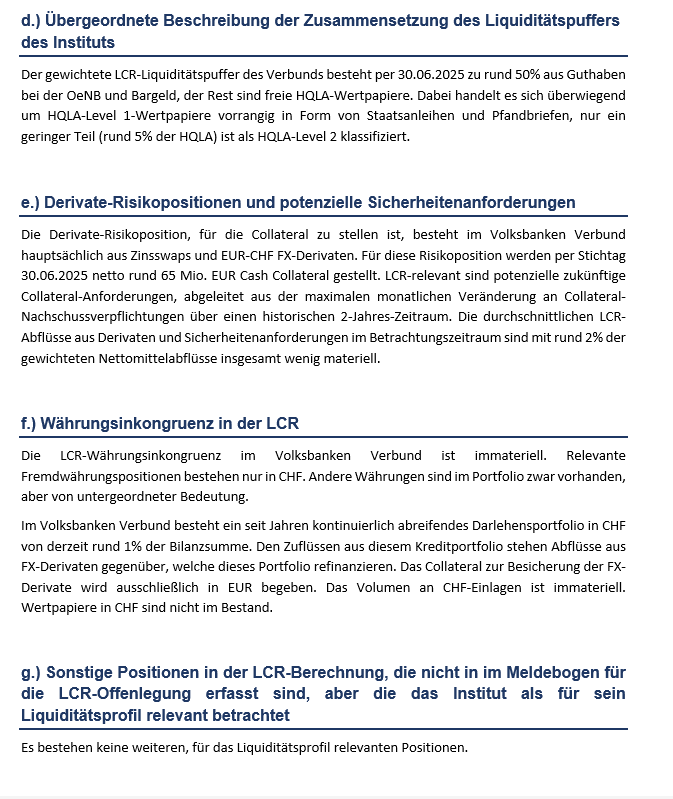 d.) Übergeordnete Beschreibung der Zusammensetzung des Liquiditätspuffers
des Instituts
Der gewichtete LCR-Liquiditätspuffer des Verbunds besteht per 30.06.2025 zu rund 50% aus Guthaben
bei der OeNB und Bargeld, der Rest sind freie HQLA-Wertpapiere. Dabei handelt es sich überwiegend
um HQLA-Level 1-Wertpapiere vorrangig in Form von Staatsanleihen und Pfandbriefen, nur ein
geringer Teil (rund 5% der HQLA) ist als HQLA-Level 2 klassifiziert.
e.) Derivate-Risikopositionen und potenzielle Sicherheitenanforderungen
Die Derivate-Risikoposition, für die Collateral zu stellen ist, besteht im Volksbanken Verbund
hauptsächlich aus Zinsswaps und EUR-CHF FX-Derivaten. Für diese Risikoposition werden per Stichtag
30.06.2025 netto rund 65 Mio. EUR Cash Collateral gestellt. LCR-relevant sind potenzielle zukünftige
Collateral-Anforderungen, abgeleitet aus der maximalen monatlichen Veränderung an Collateral-
Nachschussverpflichtungen über einen historischen 2-Jahres-Zeitraum. Die durchschnittlichen LCR-
Abflüsse aus Derivaten und Sicherheitenanforderungen im Betrachtungszeitraum sind mit rund 2% der
gewichteten Nettomittelabflüsse insgesamt wenig materiell.
f.) Währungsinkongruenz in der LCR
Die LCR-Währungsinkongruenz im Volksbanken Verbund ist immateriell. Relevante
Fremdwährungspositionen bestehen nur in CHF. Andere Währungen sind im Portfolio zwar vorhanden,
aber von untergeordneter Bedeutung.
Im Volksbanken Verbund besteht ein seit Jahren kontinuierlich abreifendes Darlehensportfolio in CHF
von derzeit rund 1% der Bilanzsumme. Den Zuflüssen aus diesem Kreditportfolio stehen Abflüsse aus
FX-Derivaten gegenüber, welche dieses Portfolio refinanzieren. Das Collateral zur Besicherung der FX-
Derivate wird ausschließlich in EUR begeben. Das Volumen an CHF-Einlagen ist immateriell.
Wertpapiere in CHF sind nicht im Bestand.
g.) Sonstige Positionen in der LCR-Berechnung, die nicht in im Meldebogen für
die LCR-Offenlegung erfasst sind, aber die das Institut als für sein
Liquiditätsprofil relevant betrachtet
Es bestehen keine weiteren, für das Liquiditätsprofil relevanten Positionen.